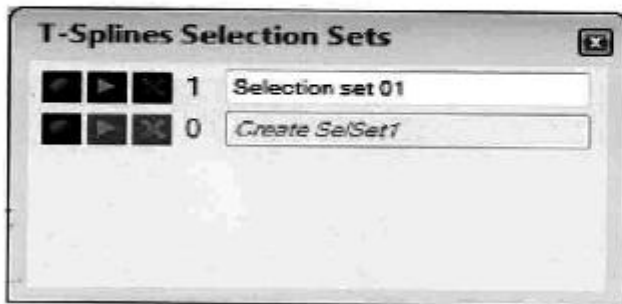 T-Splines Selection Sets
1 Selection set 01
0 Create SelSet1